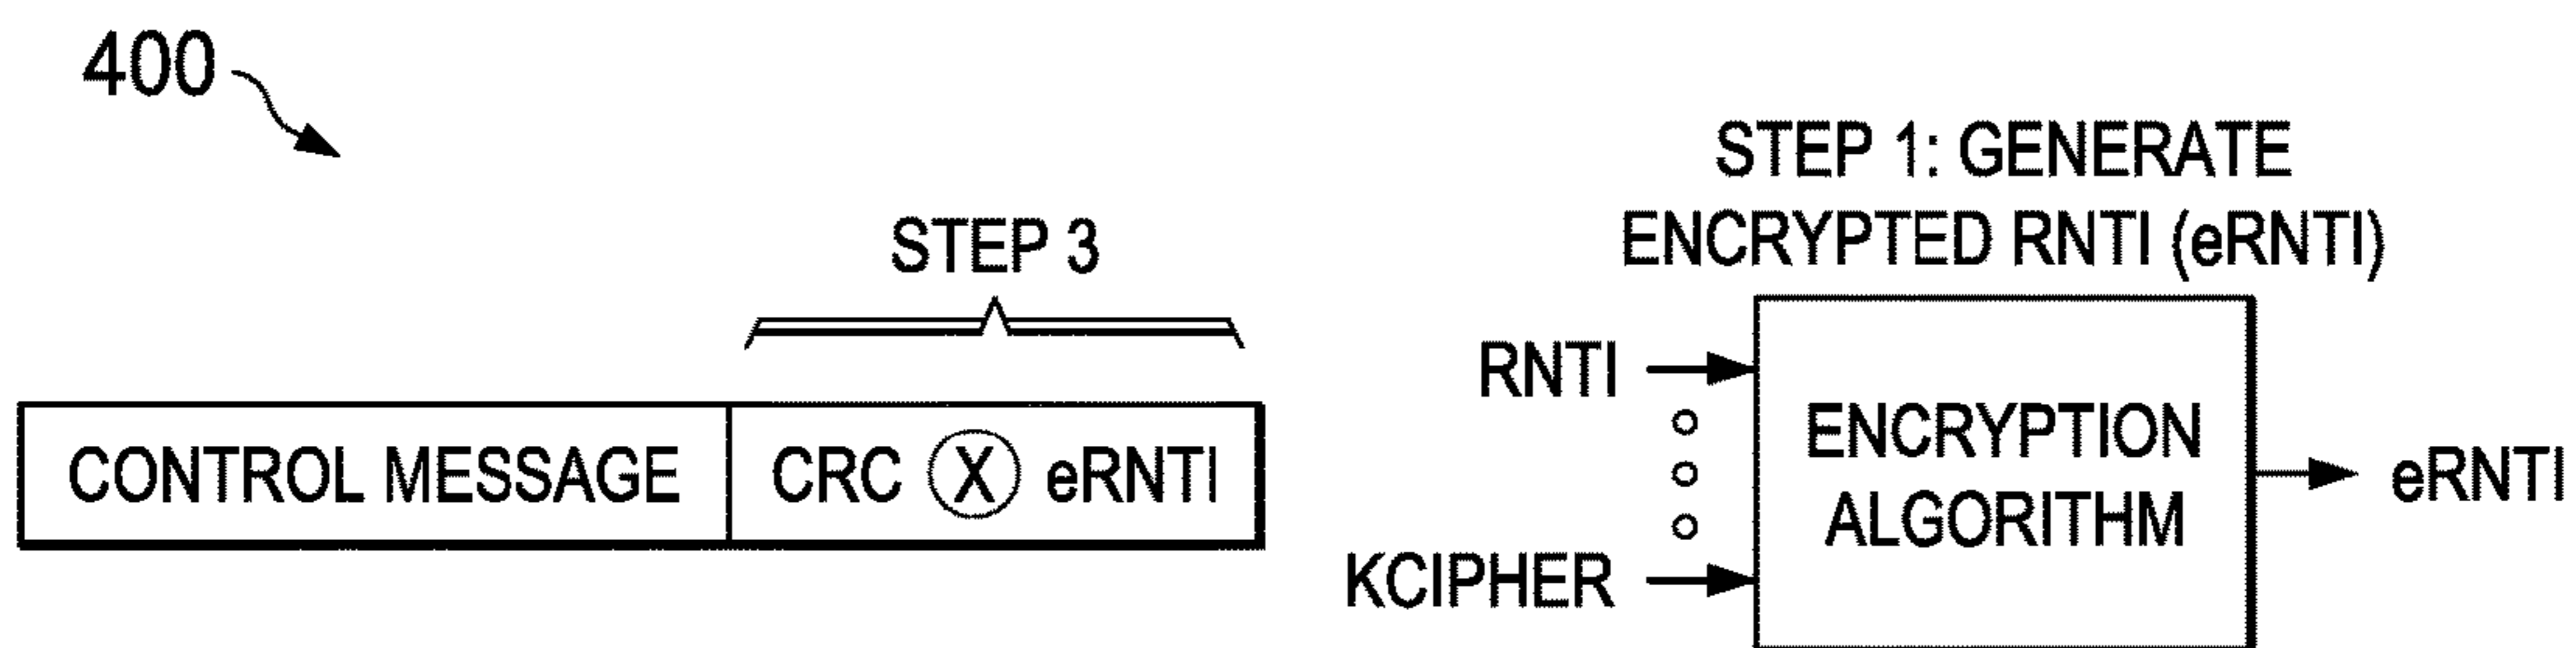 400
STEP 3
CONTROL MESSAGE
CRC X eRNTI
STEP 1: GENERATE
ENCRYPTED RNTI (eRNTI)
RNTI
KCIPHER
ENCRYPTION
ALGORITHM
eRNTI